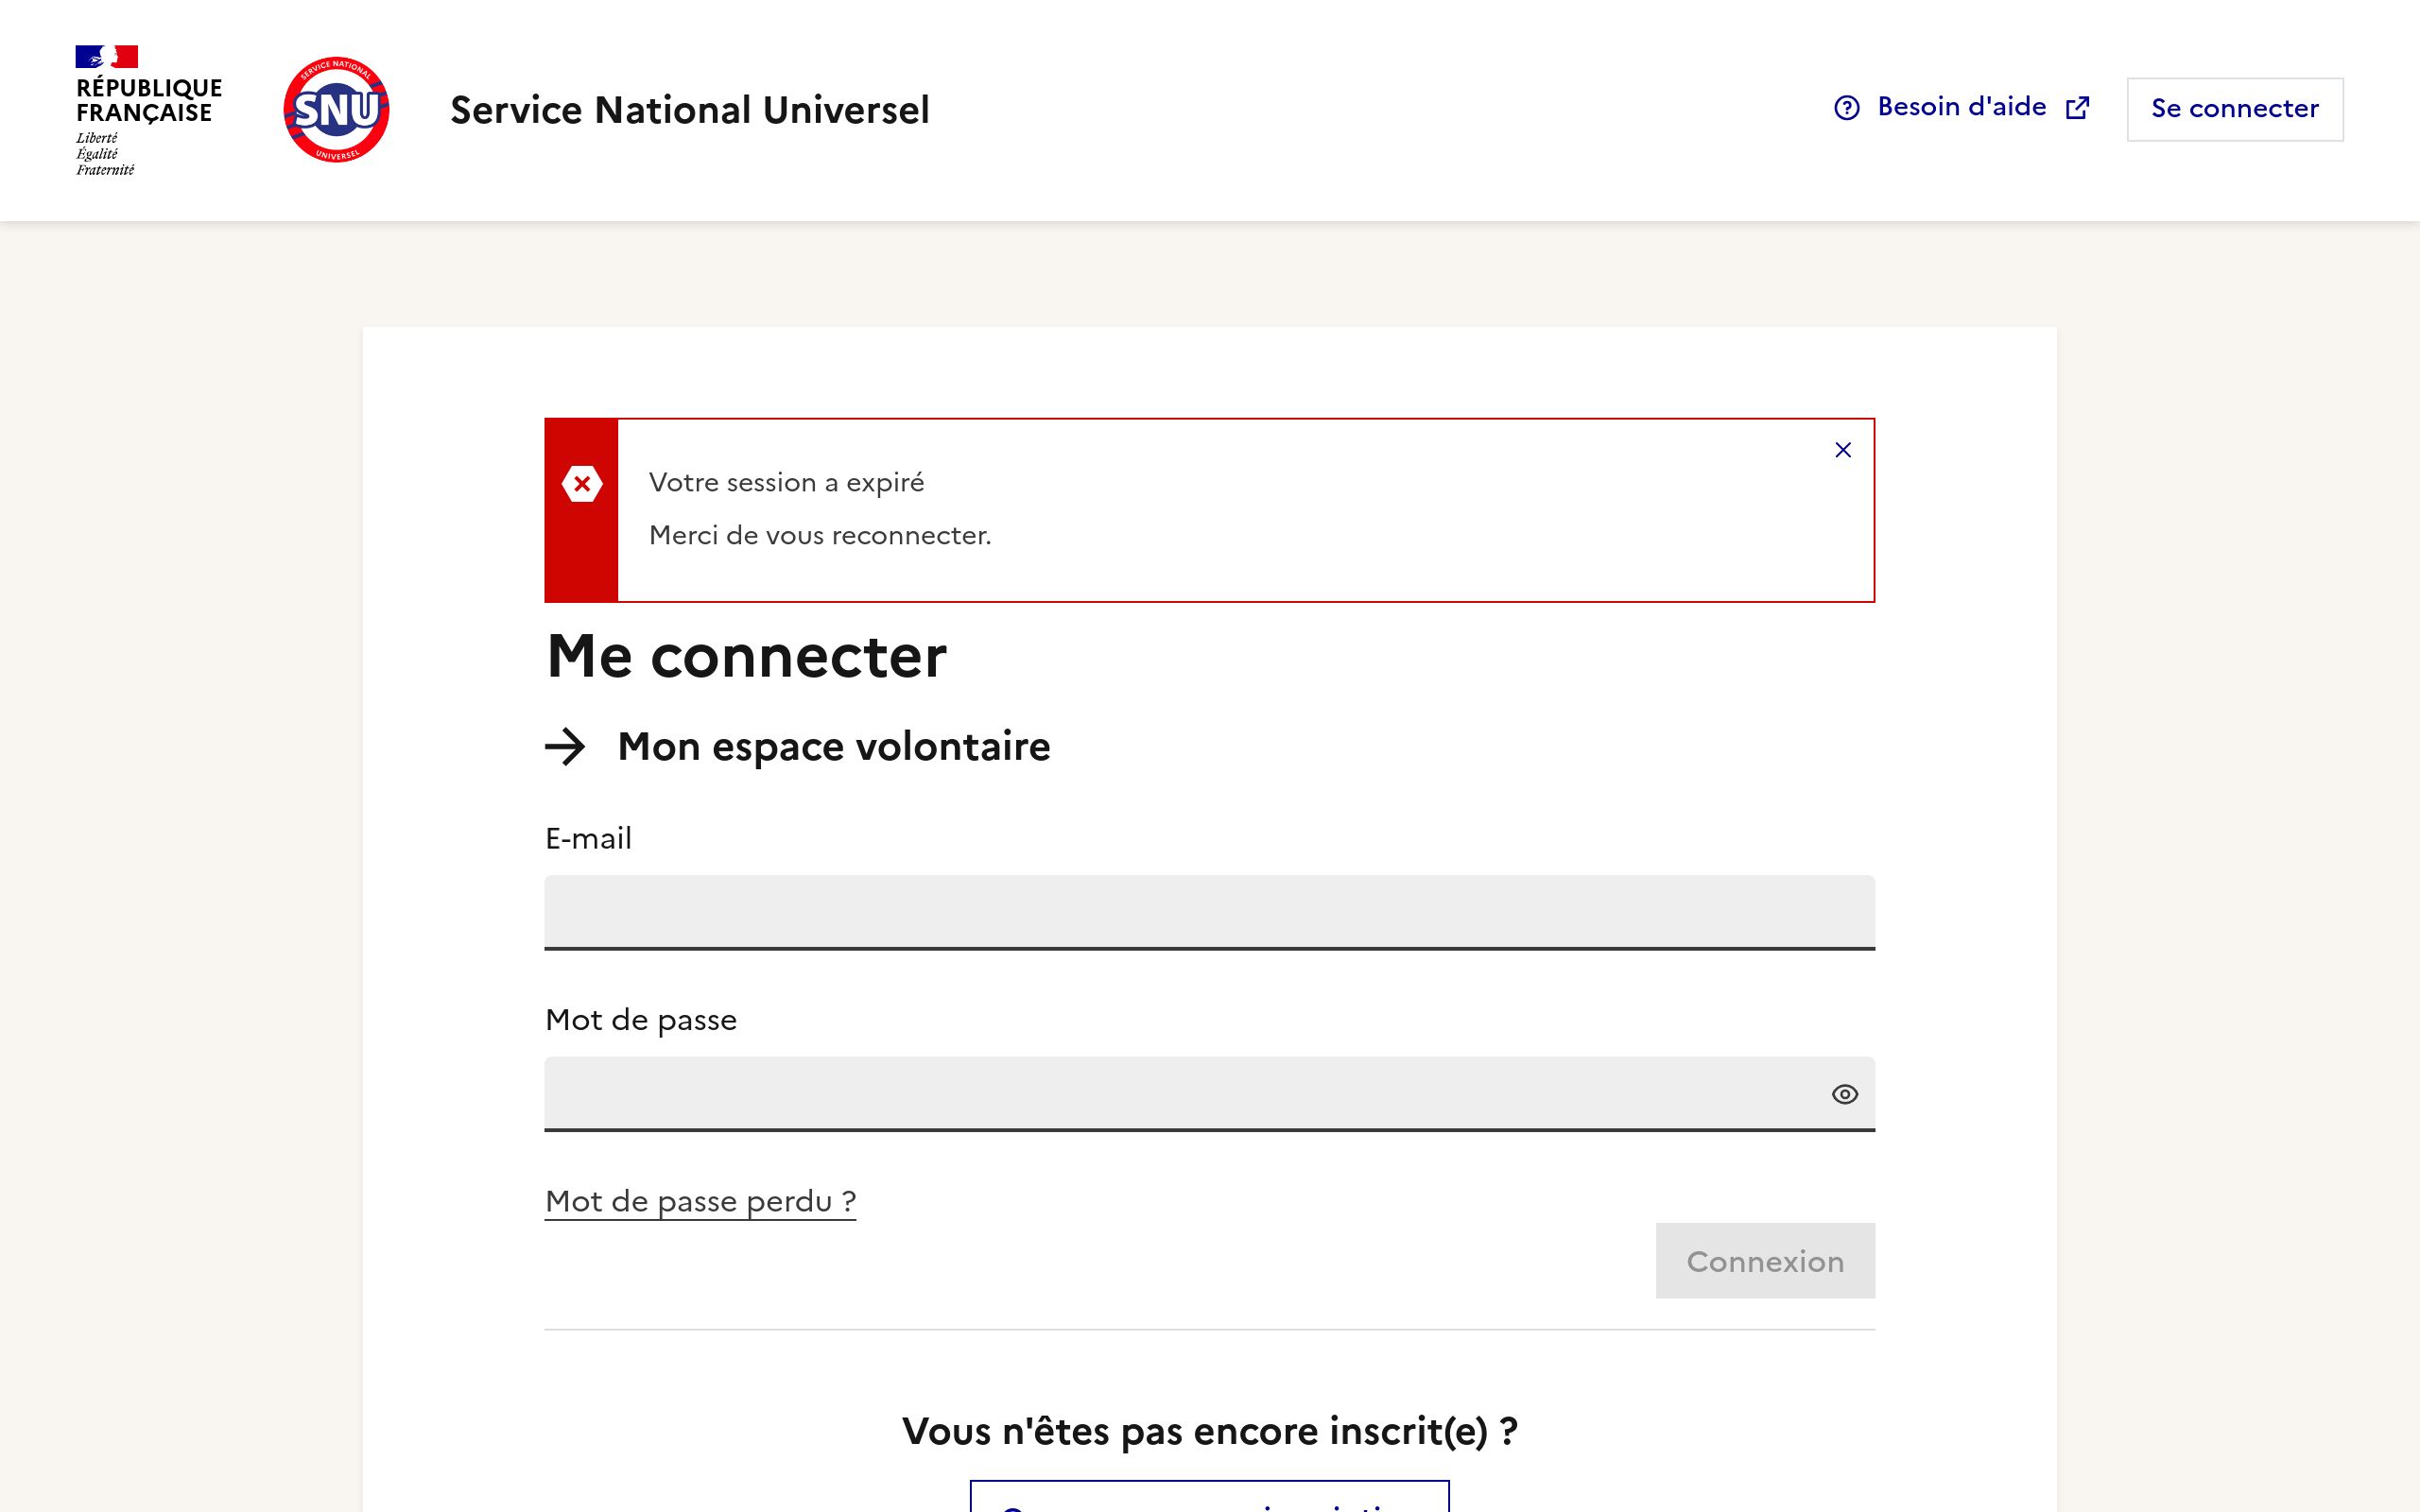 RÉPUBLIQUE
FRANÇAISE
Liberté
Égalité
Fraternité
SERVICE NATIONAL
SNU
UNIVERSEL
Service National Universel
Besoin d'aide
Se connecter
Votre session a expiré
Merci de vous reconnecter.
Me connecter
Mon espace volontaire
E-mail
Mot de passe
Mot de passe perdu ?
Connexion
Vous n'êtes pas encore inscrit(e) ?